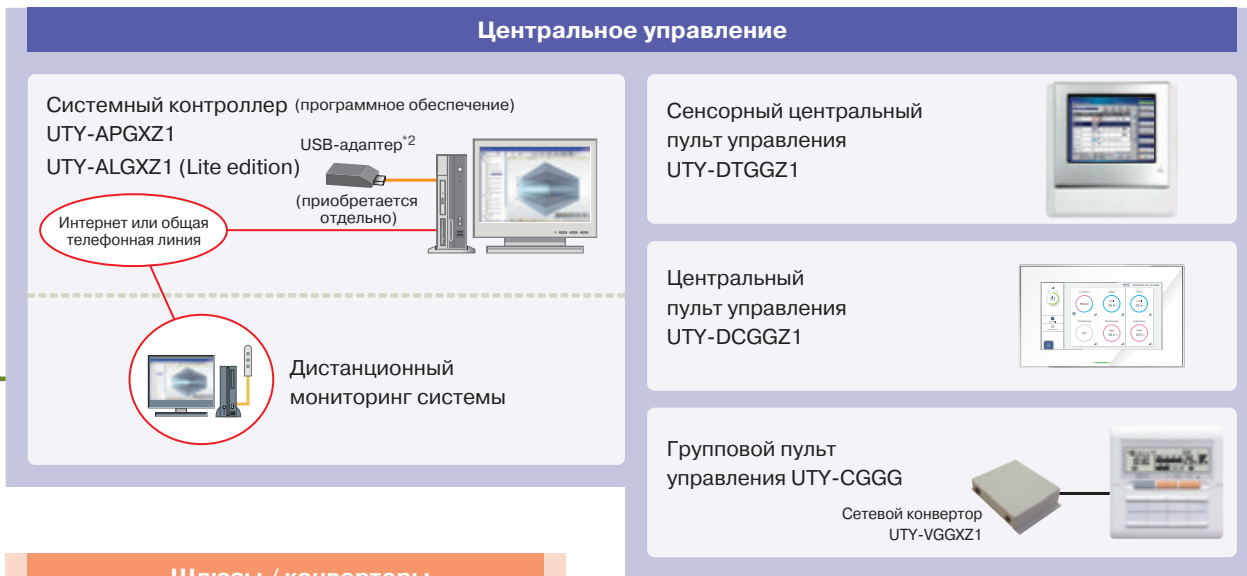 Центральное управление
Системный контроллер (программное обеспечение)
UTY-APGXZ1
UTY-ALGXZ1 (Lite edition)
USB-адаптер*2
(приобретается
отдельно)
Интернет или общая
телефонная линия
Дистанционный
мониторинг системы
Сенсорный центральный
пульт управления
UTY-DTGGZ1
Центральный
пульт управления
UTY-DCGGZ1
Групповой пульт
управления UTY-CGGG
Сетевой конвертор
UTY-VGGXZ1
Шлюзы / конверторы